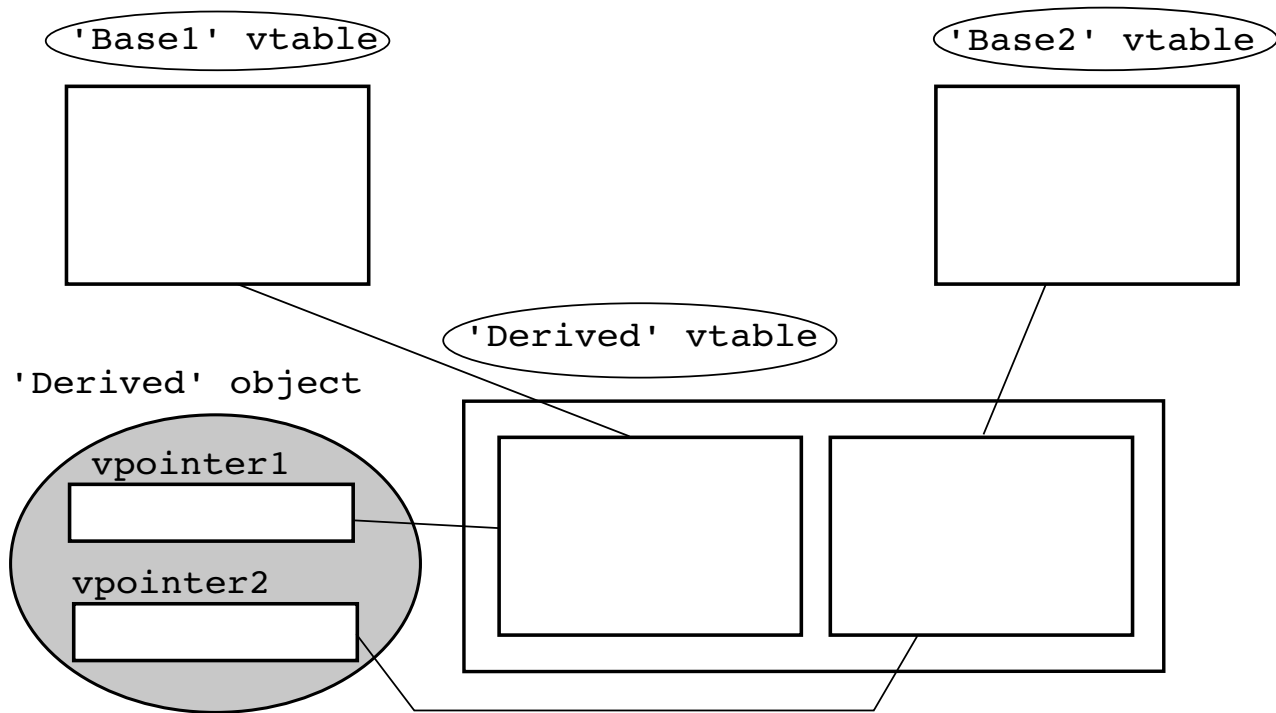 'Base1' vtable
'Base2' vtable
'Derived' vtable
'Derived' object
vpointer1
vpointer2